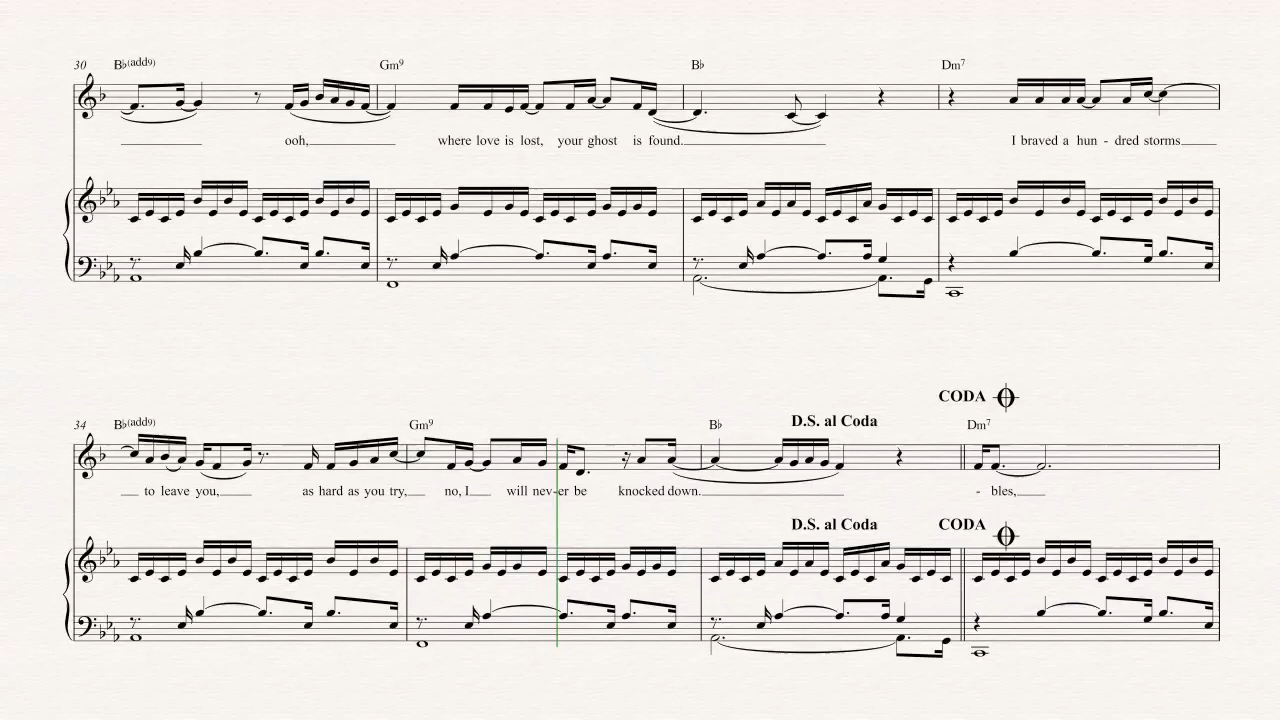 30 B♭(add9) Gm9 B♭ Dm7
ooh, where love is lost, your ghost is found. I braved a hun - dred storms
CODA
D.S. al Coda
34 B♭(add9) Gm9 B♭ Dm7
to leave you, as hard as you try, no, I will nev-er be knocked down. - bles,
D.S. al Coda CODA